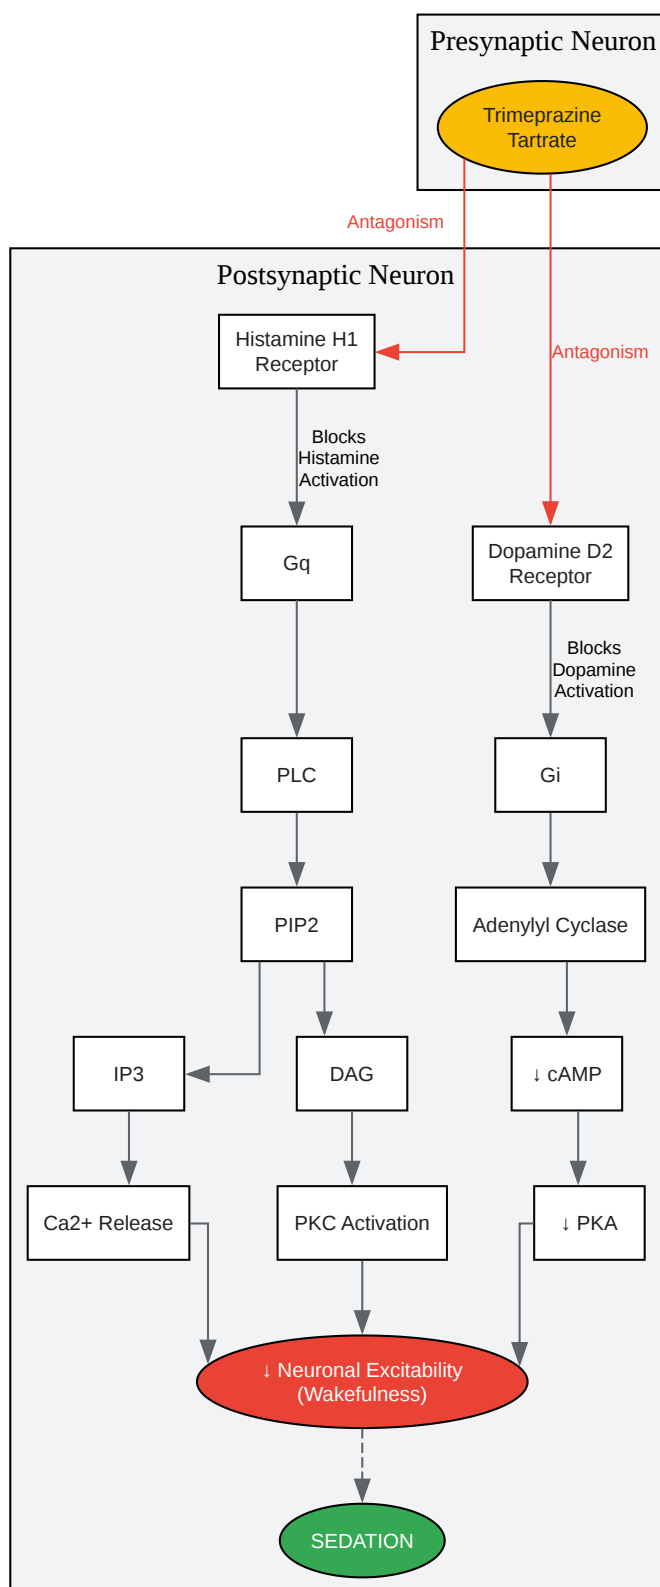 Presynaptic Neuron
Trimeprazine
Tartrate
Antagonism
Postsynaptic Neuron
Histamine H1
Receptor
Antagonism
Blocks
Histamine
Activation
Gq
Dopamine D2
Receptor
Blocks
Dopamine
Activation
PLC
Gi
PIP2
Adenylyl Cyclase
IP3
DAG
↓ cAMP
Ca2+ Release
PKC Activation
↓ PKA
↓ Neuronal Excitability
(Wakefulness)
SEDATION